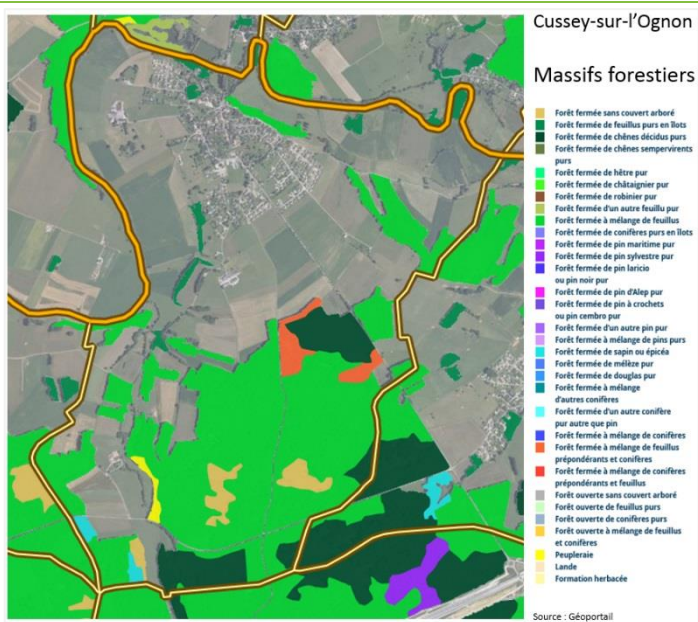 Cussey-sur-l'Ognon
Massifs forestiers
Forêt fermée sans couvert arboré
Forêt fermée de feuillus purs en îlots
Forêt fermée de chênes décidus purs
Forêt fermée de chênes sempervirents
purs
Forêt fermée de hêtre pur
Forêt fermée de châtaignier pur
Forêt fermée de robinier pur
Forêt fermée d'un autre feuillu pur
Forêt fermée à mélange de feuillus
Forêt fermée de conifères purs en îlots
Forêt fermée de pin maritime pur
Forêt fermée de pin sylvestre pur
Forêt fermée de pin laricio
ou pin noir pur
Forêt fermée de pin d'Alep pur
Forêt fermée de pin à crochets
ou pin cembro pur
Forêt fermée d'un autre pin pur
Forêt fermée à mélange de pins purs
Forêt fermée de sapin ou épicéa
Forêt fermée de mélèze pur
Forêt fermée de douglas pur
Forêt fermée à mélange
d'autres conifères
Forêt fermée d'un autre conifère
pur autre que pin
Forêt fermée à mélange de conifères
Forêt fermée à mélange de feuillus
prépondérants et conifères
Forêt fermée à mélange de conifères
prépondérants et feuillus
Forêt ouverte sans couvert arboré
Forêt ouverte de feuillus purs
Forêt ouverte de conifères purs
Forêt ouverte à mélange de feuillus
et conifères
Peupleraie
Lande
Formation herbacée
Source : Géoportail